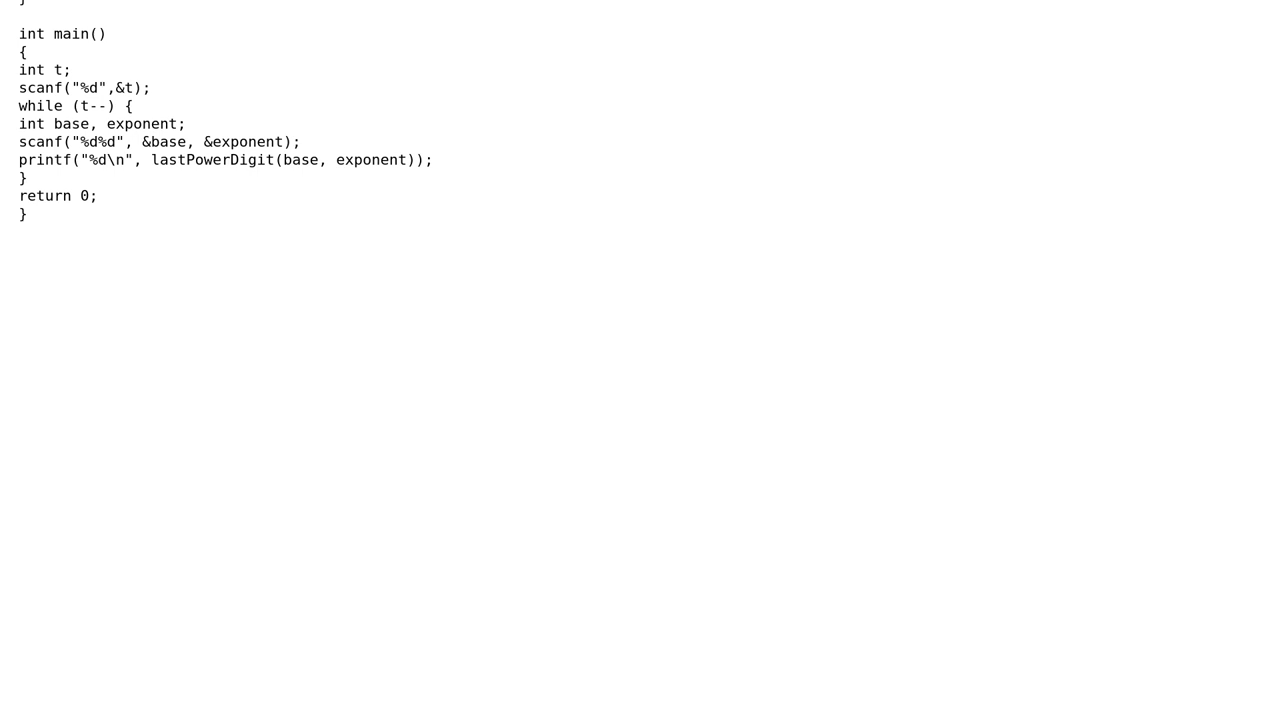 }
int main()
{
int t;
scanf("%d",&t);
while (t--) {
int base, exponent;
scanf("%d%d", &base, &exponent);
printf("%d\n", lastPowerDigit(base, exponent));
}
return 0;
}